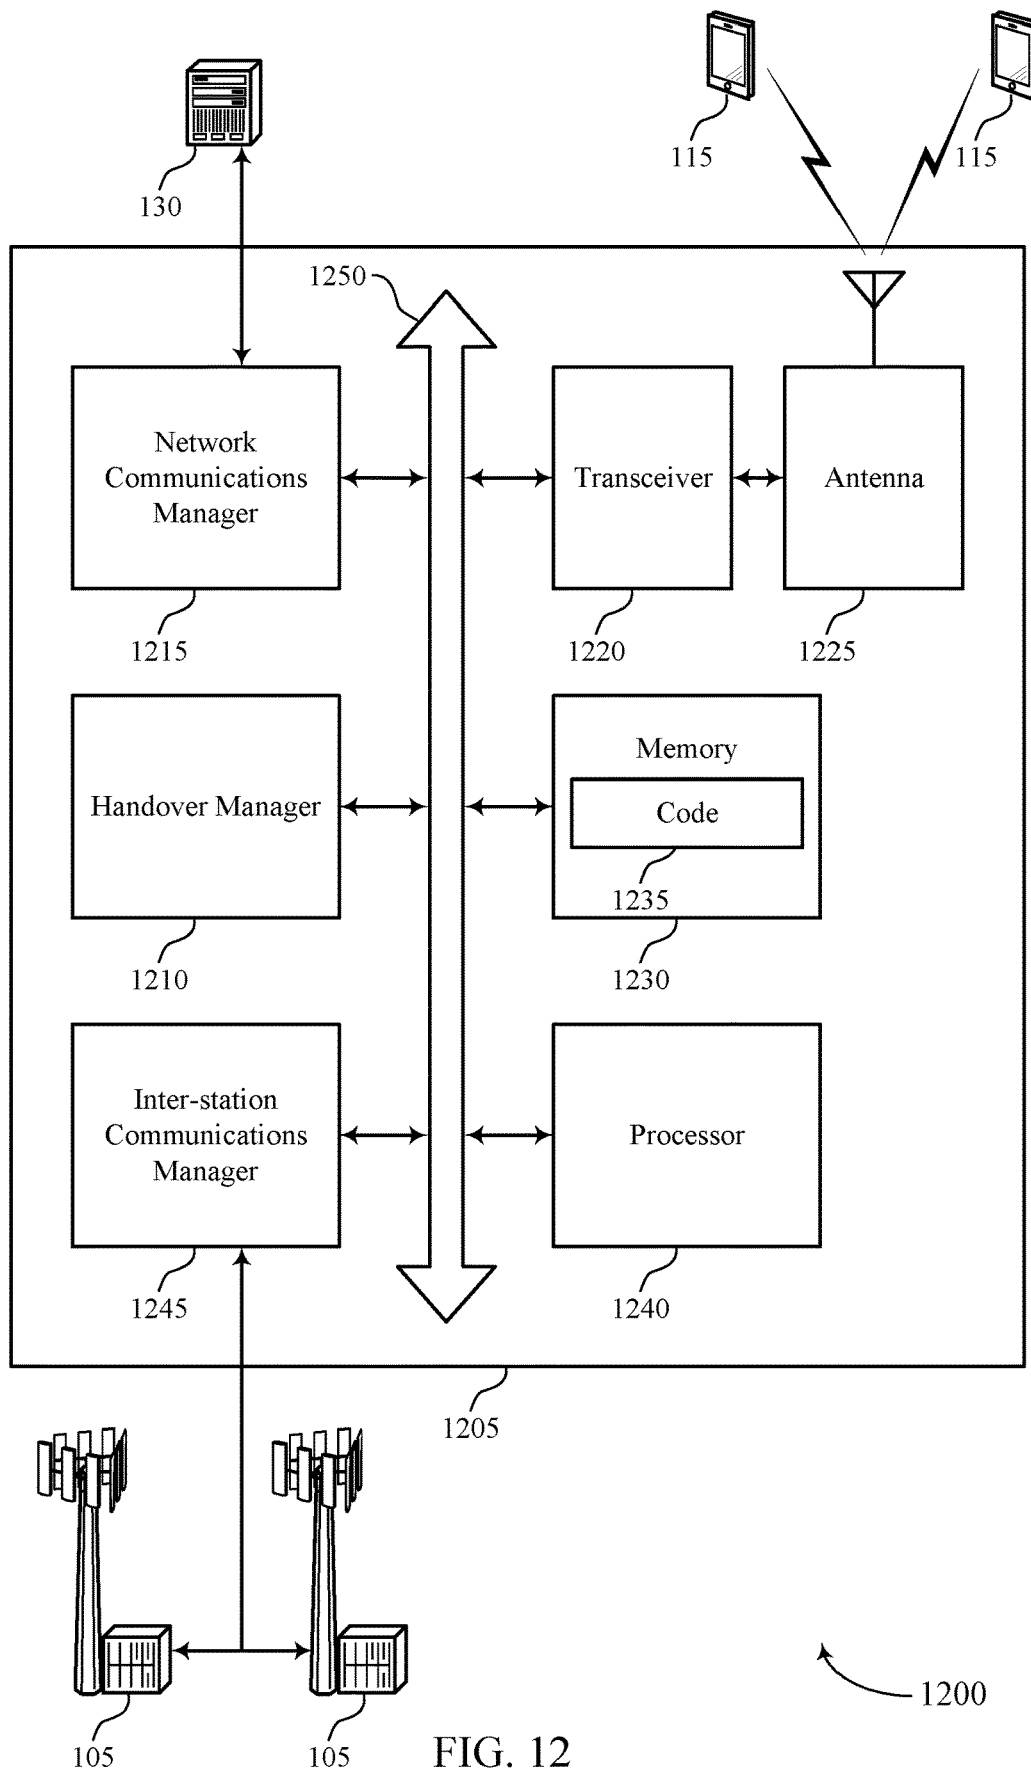 115
115
130
1250
Network
Communications
Manager
Transceiver
Antenna
1215
1220
1225
Handover Manager
Memory
Code
1235
1210
1230
Inter-station
Communications
Manager
Processor
1245
1240
1205
1200
105
105
FIG. 12